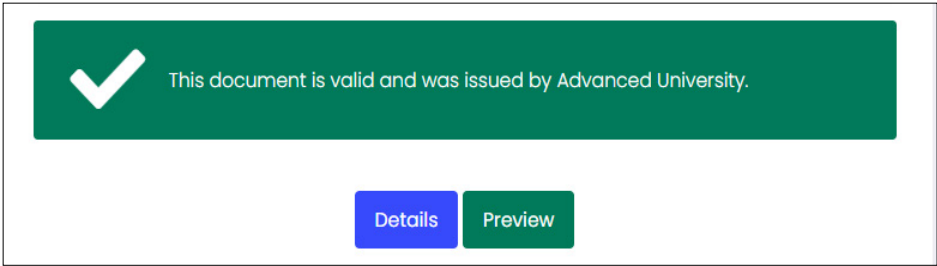 This document is valid and was issued by Advanced University.
Details Preview